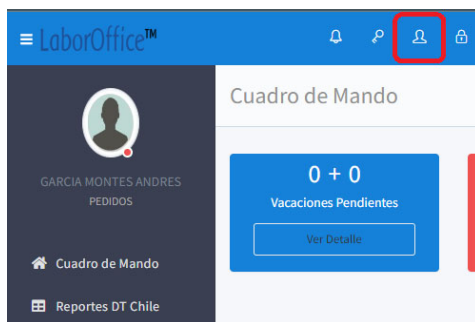 LaborOffice™
Cuadro de Mando
GARCIA MONTES ANDRES
PEDIDOS
Cuadro de Mando
Reportes DT Chile
0 + 0
Vacaciones Pendientes
Ver Detalle